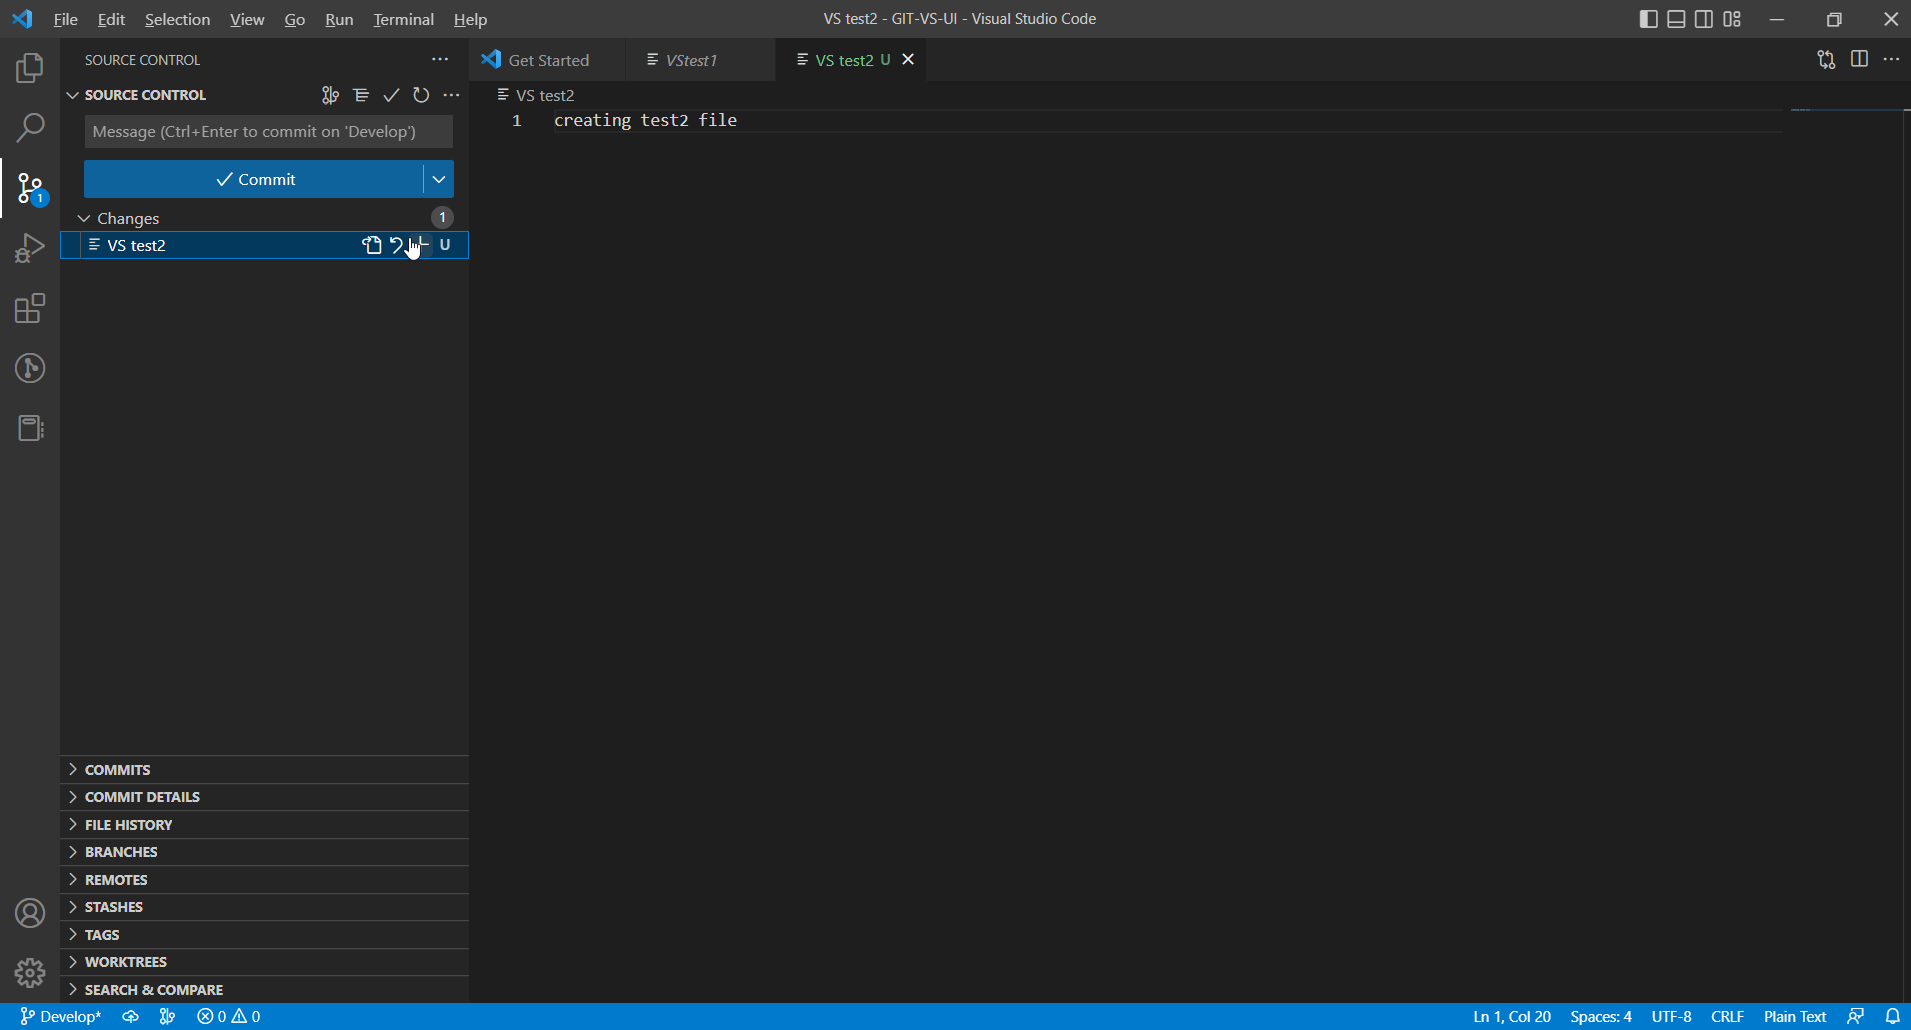 File Edit Selection View Go Run Terminal Help
VS test2 - GIT-VS-UI - Visual Studio Code
SOURCE CONTROL
SOURCE CONTROL
Message (Ctrl+Enter to commit on 'Develop')
Commit
Changes 1
VS test2 U
1
COMMITS
COMMIT DETAILS
FILE HISTORY
BRANCHES
REMOTES
STASHES
TAGS
WORKTREES
SEARCH & COMPARE
Get Started VStest1 VS test2 U
VS test2
1 creating test2 file
Develop* 0 0 Ln 1, Col 20 Spaces: 4 UTF-8 CRLF Plain Text